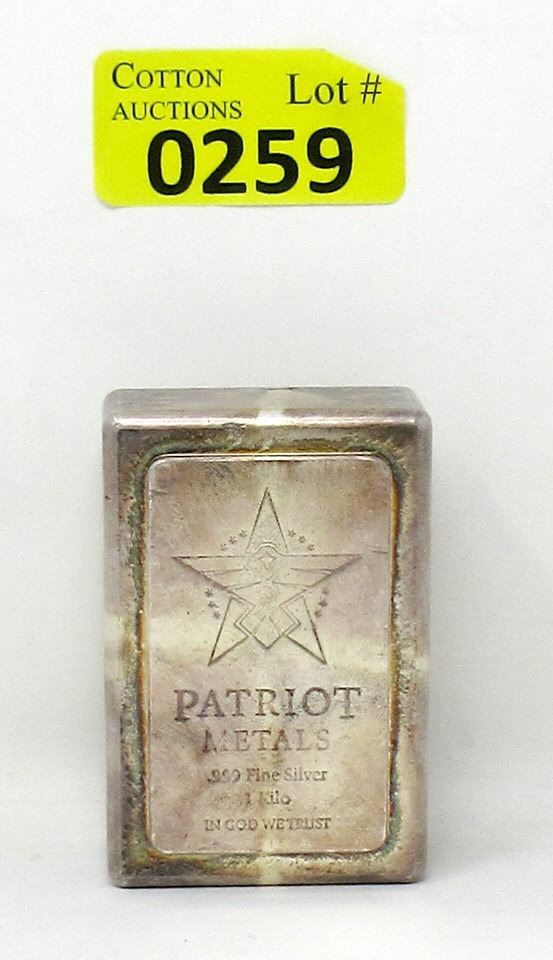 COTTON
AUCTIONS
Lot #
0259
PATRIOT
METALS
.999 Fine Silver
1 Kilo
IN GOD WE TRUST